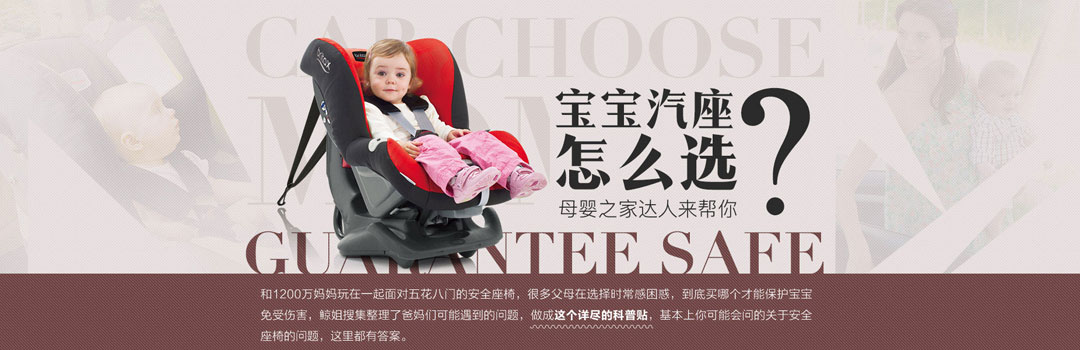 CAR CHOOSE
宝宝汽座
怎么选?
母婴之家达人来帮你
GUARANTEE SAFE
和1200万妈妈玩在一起面对五花八门的安全座椅，很多父母在选择时常感困惑，到底买哪个才能保护宝宝
免受伤害，鲸姐搜集整理了爸妈们可能遇到的问题，做成这个详尽的科普贴，基本上你可能会问的关于安全
座椅的问题，这里都有答案。